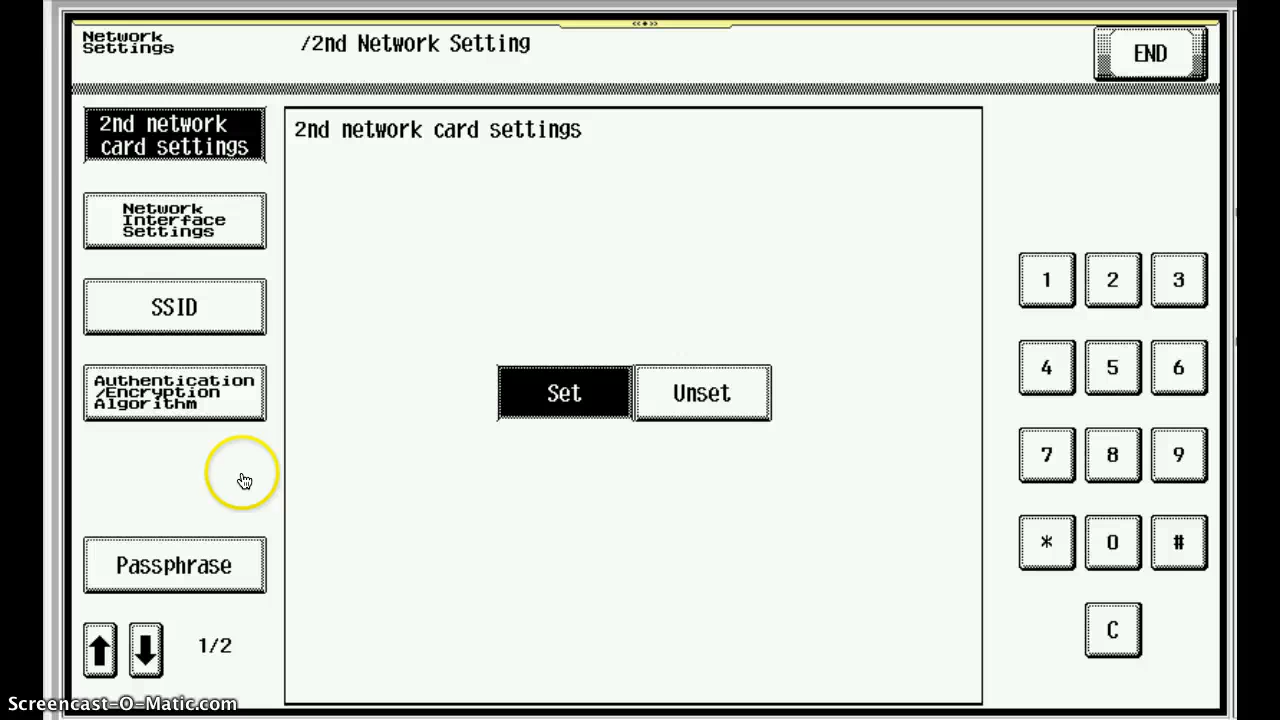 Network
Settings
/2nd Network Setting
END
2nd network
card settings
2nd network card settings
Network
Interface
Settings
SSID
Authentication
/Encryption
Algorithm
Set
Unset
Passphrase
1/2
1 2 3
4 5 6
7 8 9
* 0 #
C
Screencast-O-Matic.com